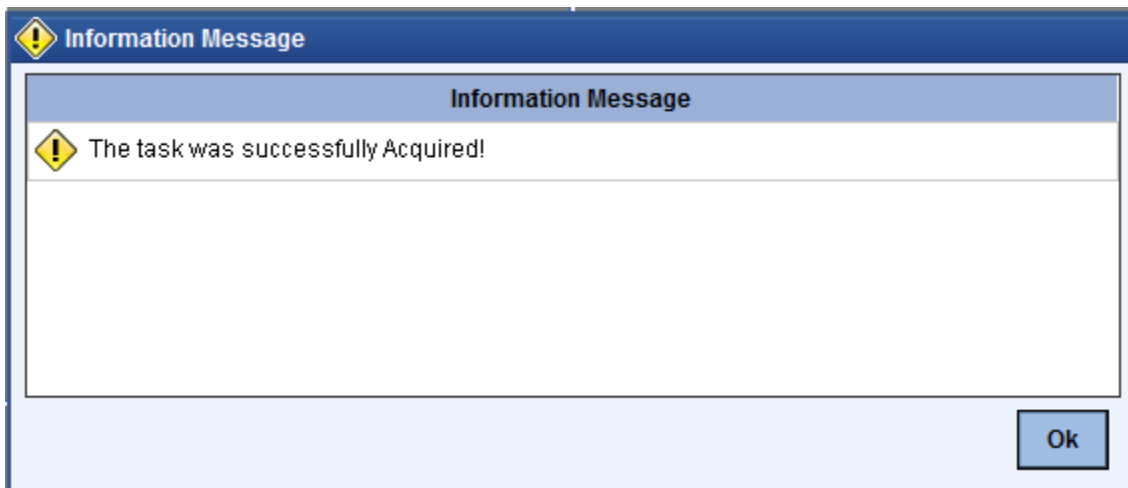 Information Message
Information Message
The task was successfully Acquired!
Ok